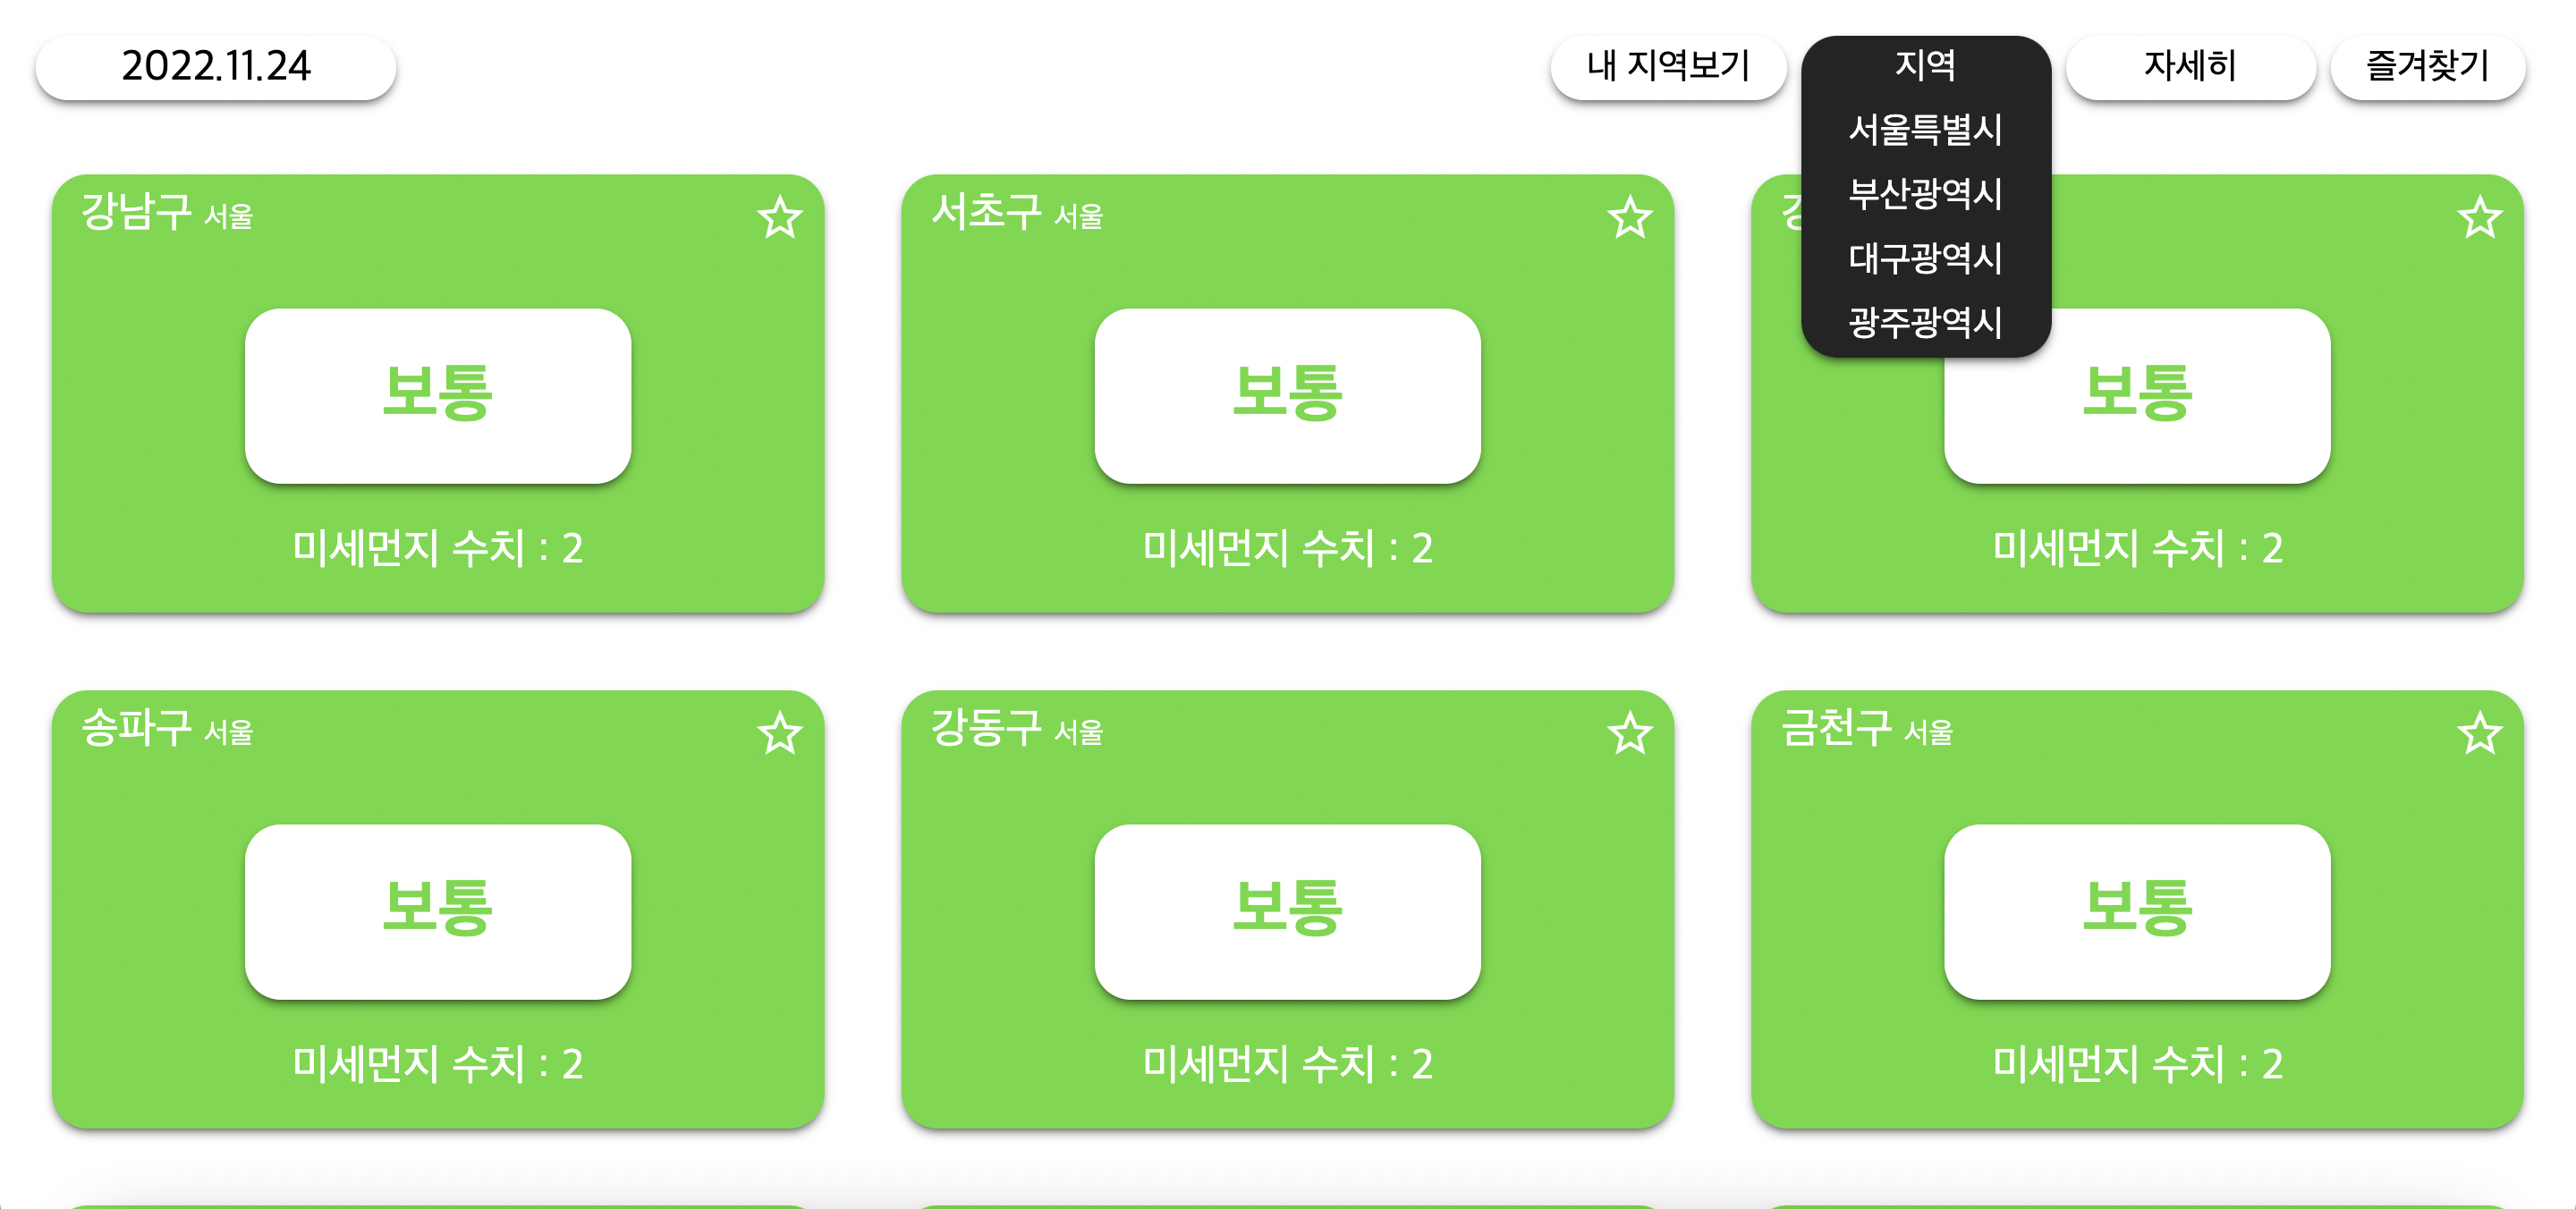 2022.11.24
내 지역보기
지역
자세히
즐겨찾기
서울특별시
부산광역시
대구광역시
광주광역시
강남구 서울
보통
미세먼지 수치 : 2
서초구 서울
보통
미세먼지 수치 : 2
보통
미세먼지 수치 : 2
송파구 서울
보통
미세먼지 수치 : 2
강동구 서울
보통
미세먼지 수치 : 2
금천구 서울
보통
미세먼지 수치 : 2